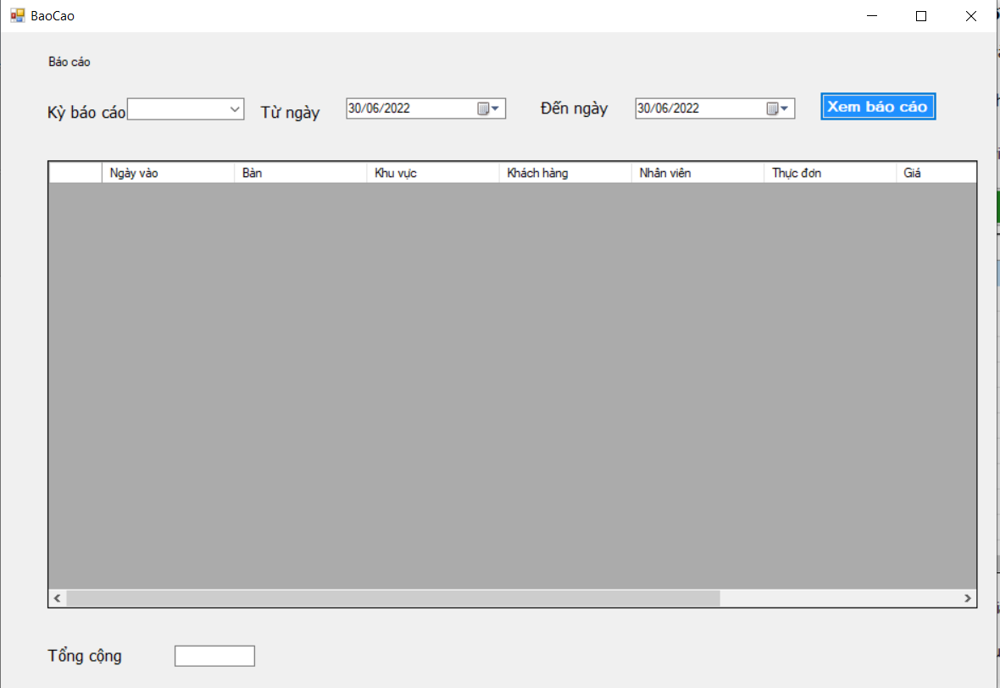 BaoCao
Báo cáo
Kỳ báo cáo Từ ngày 30/06/2022 Đến ngày 30/06/2022 Xem báo cáo
Ngày vào Bàn Khu vực Khách hàng Nhân viên Thực đơn Giá
Tổng cộng